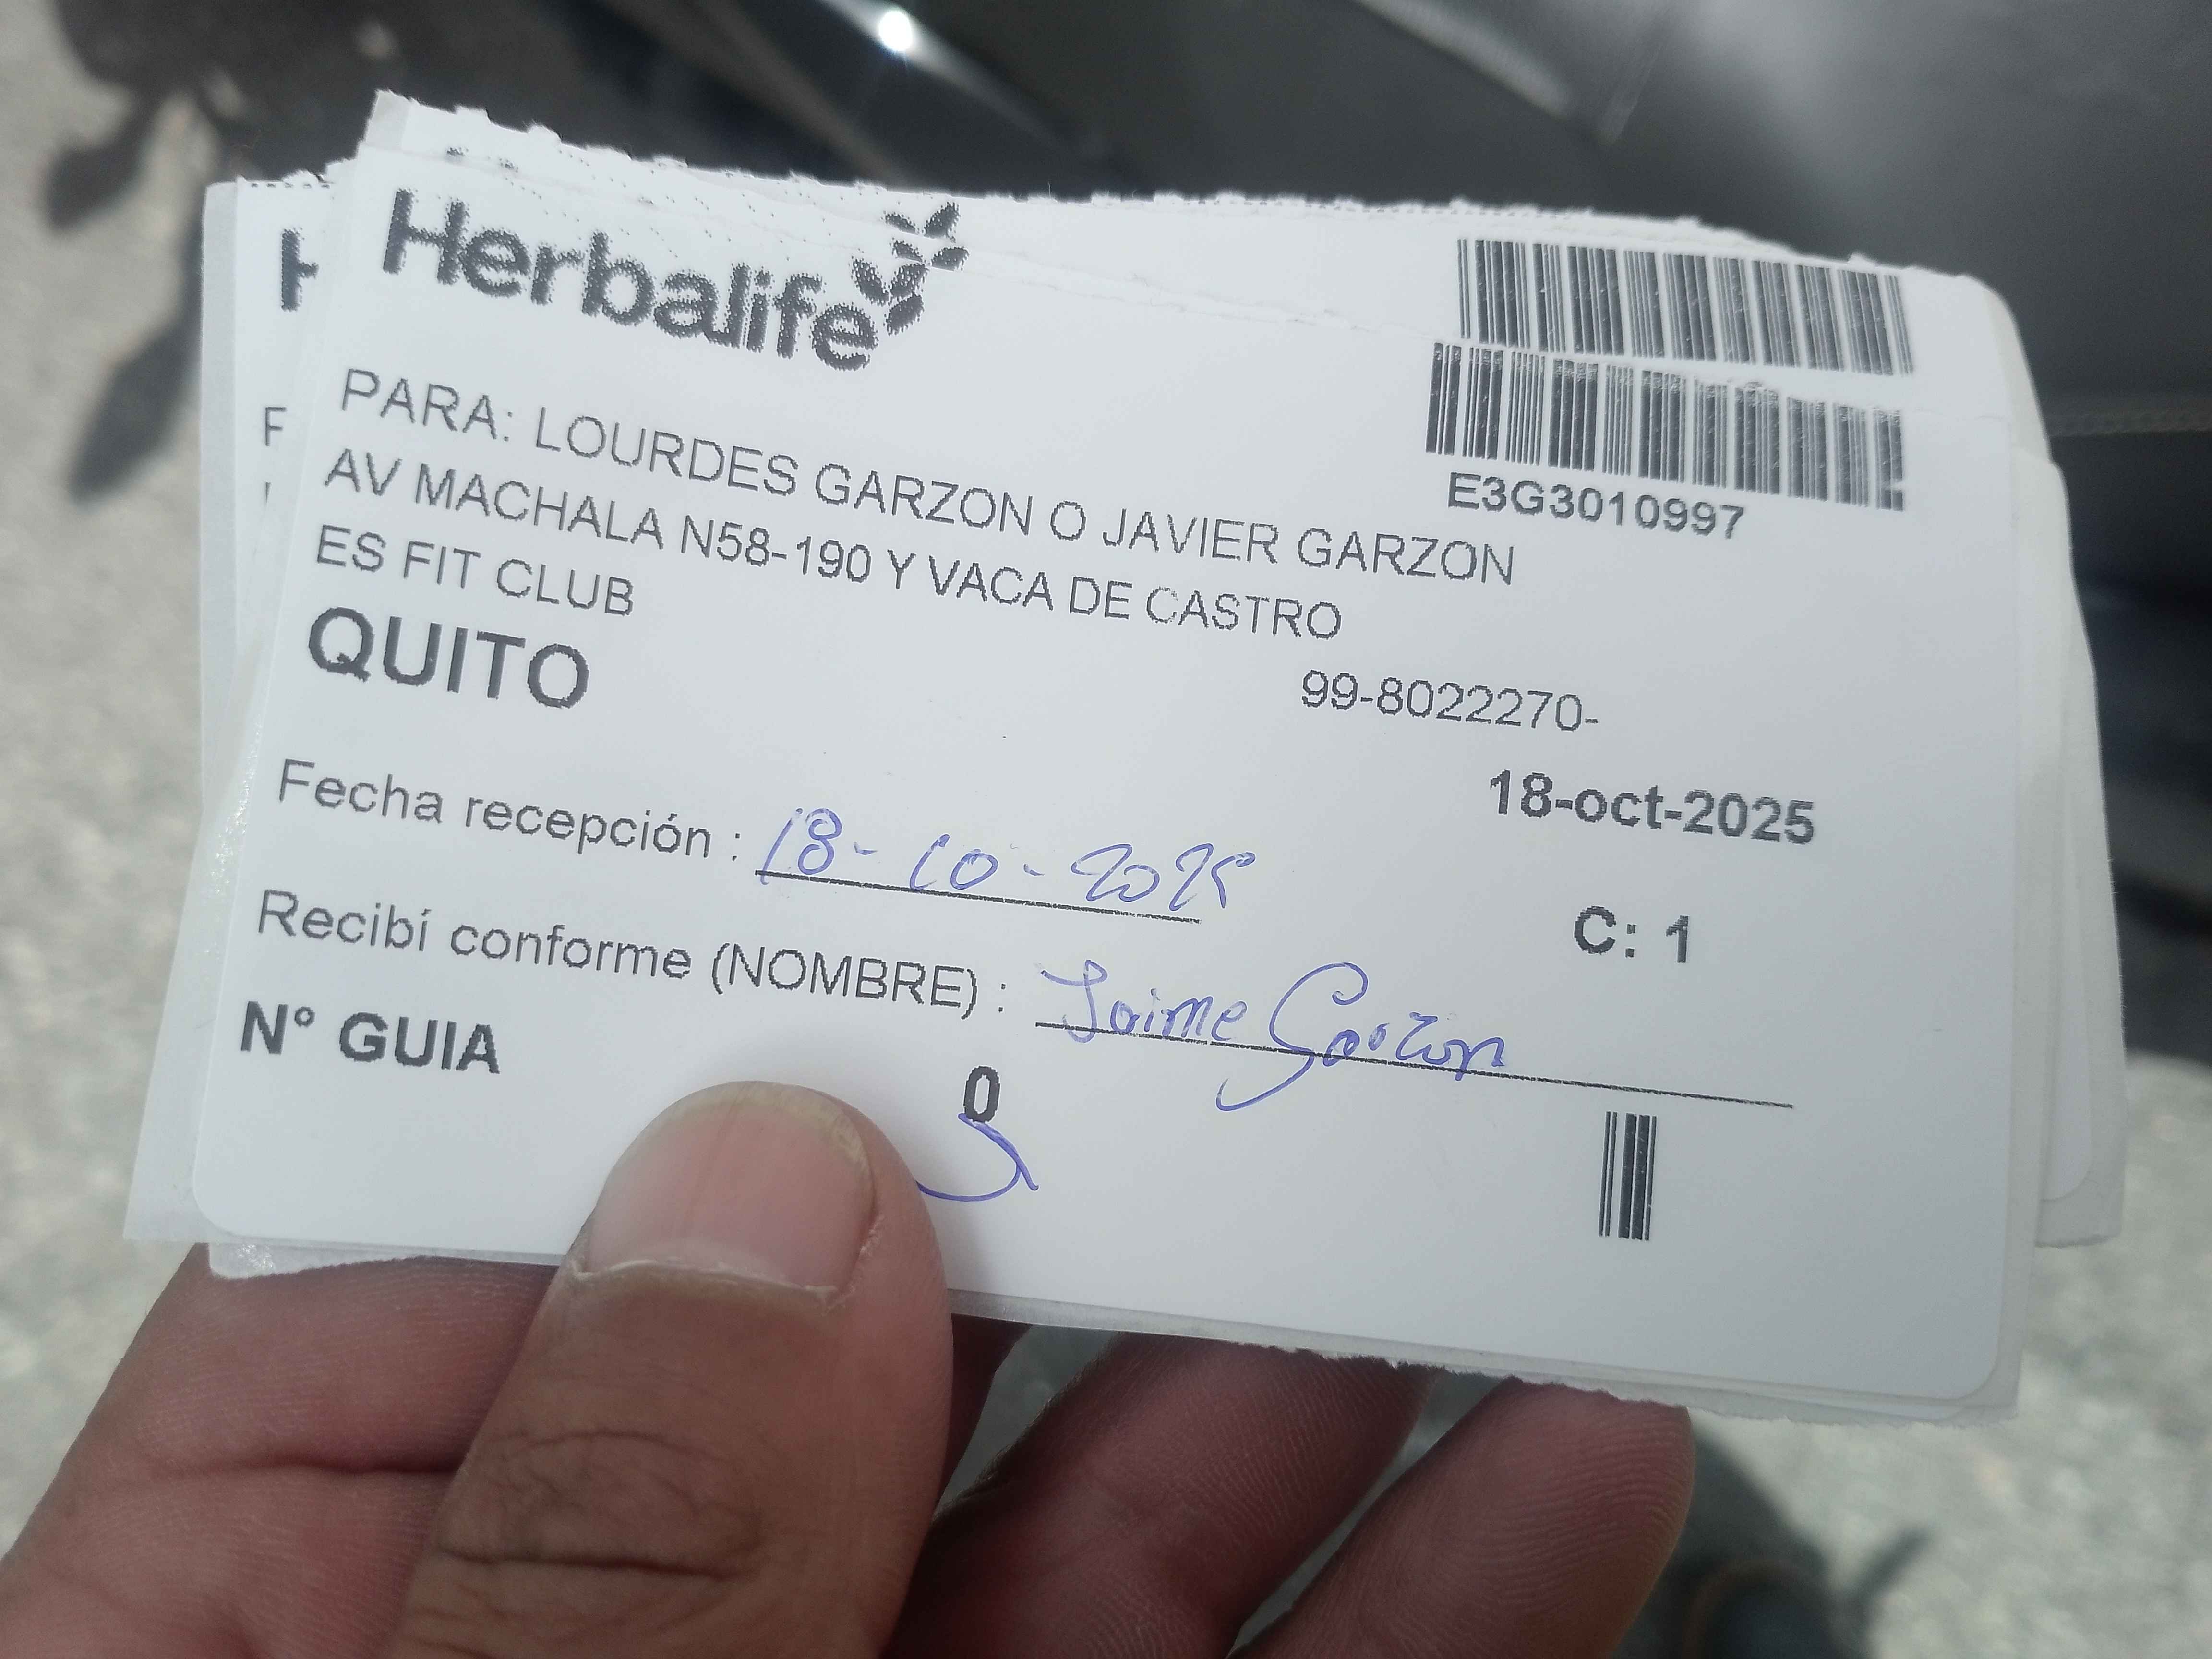 Herbalife
E3G3010997
PARA: LOURDES GARZON O JAVIER GARZON
AV MACHALA N58-190 Y VACA DE CASTRO
ES FIT CLUB
QUITO
99-8022270-
18-oct-2025
Fecha recepción : 18-10-2025
C: 1
Recibí conforme (NOMBRE) : Jaime Garzon
N° GUIA
0